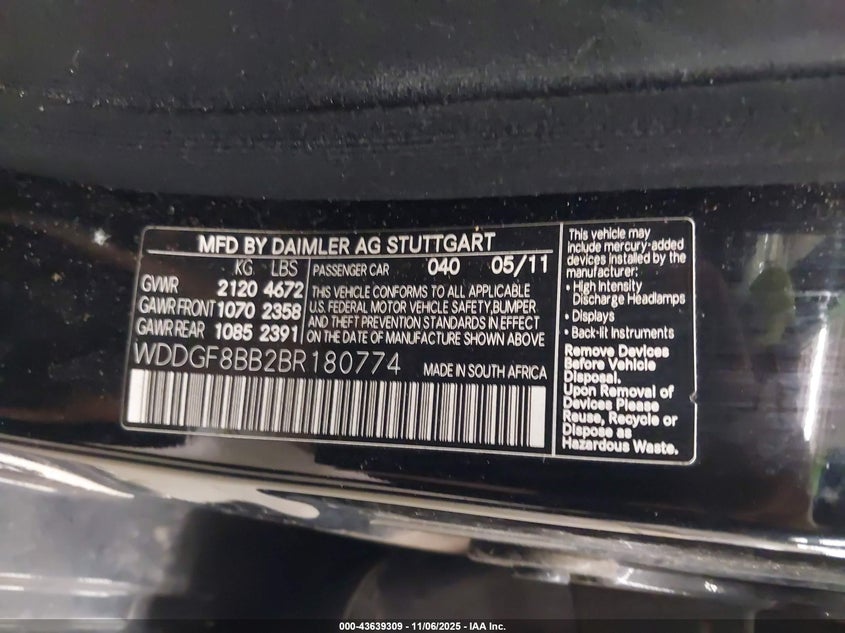 MFD BY DAIMLER AG STUTTGART
KG LBS
GVWR 2120 4672
GAWR FRONT 1070 2358
GAWR REAR 1085 2391
PASSENGER CAR 040 05/11
THIS VEHICLE CONFORMS TO ALL APPLICABLE
U.S. FEDERAL MOTOR VEHICLE SAFETY,BUMPER
AND THEFT PREVENTION STANDARDS IN EFFECT
ON THE DATE OF MANUFACTURE SHOWN ABOVE
WDDGF8BB2BR180774 MADE IN SOUTH AFRICA
This vehicle may
include mercury-added
devices installed by the
manufacturer:
• High Intensity
Discharge Headlamps
• Displays
• Back-lit Instruments
Remove Devices
Before Vehicle
Disposal.
Upon Removal of
Devices Please
Reuse, Recycle or
Dispose as
Hazardous Waste.
000-43639309 - 11/06/2025 - IAA Inc.